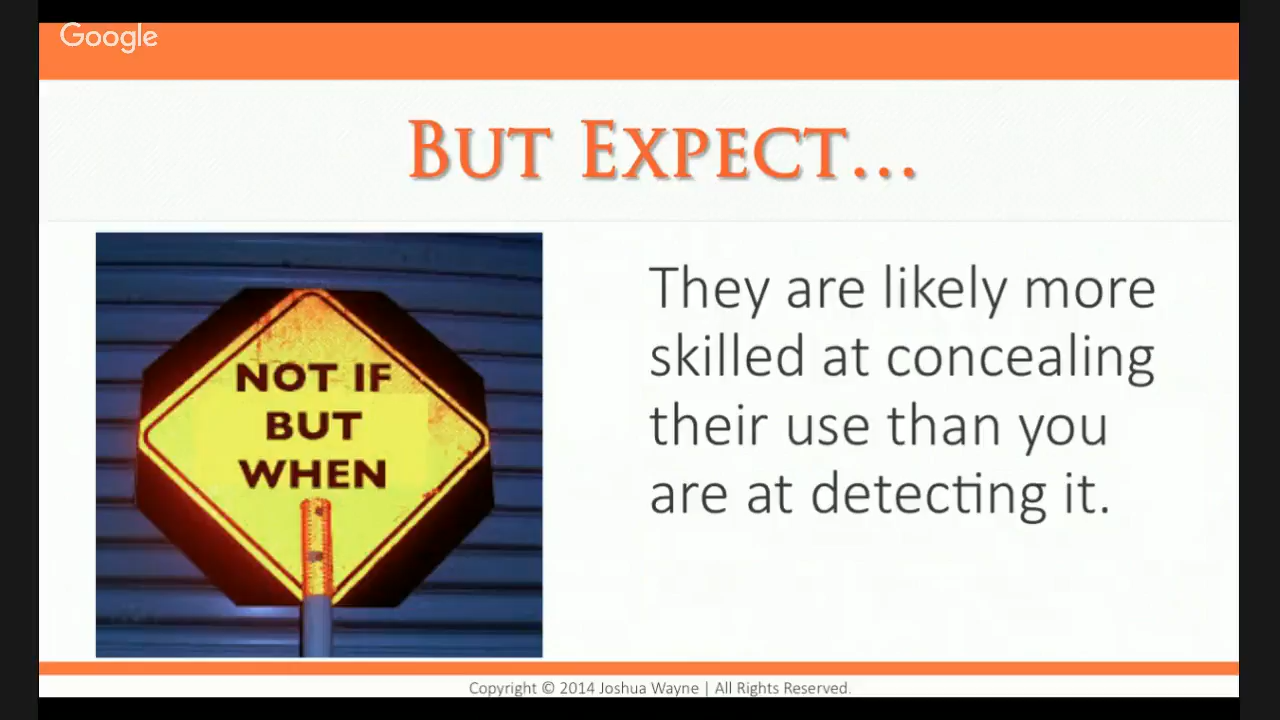 Google
But Expect...
NOT IF
BUT
WHEN
They are likely more
skilled at concealing
their use than you
are at detecting it.
Copyright © 2014 Joshua Wayne | All Rights Reserved.